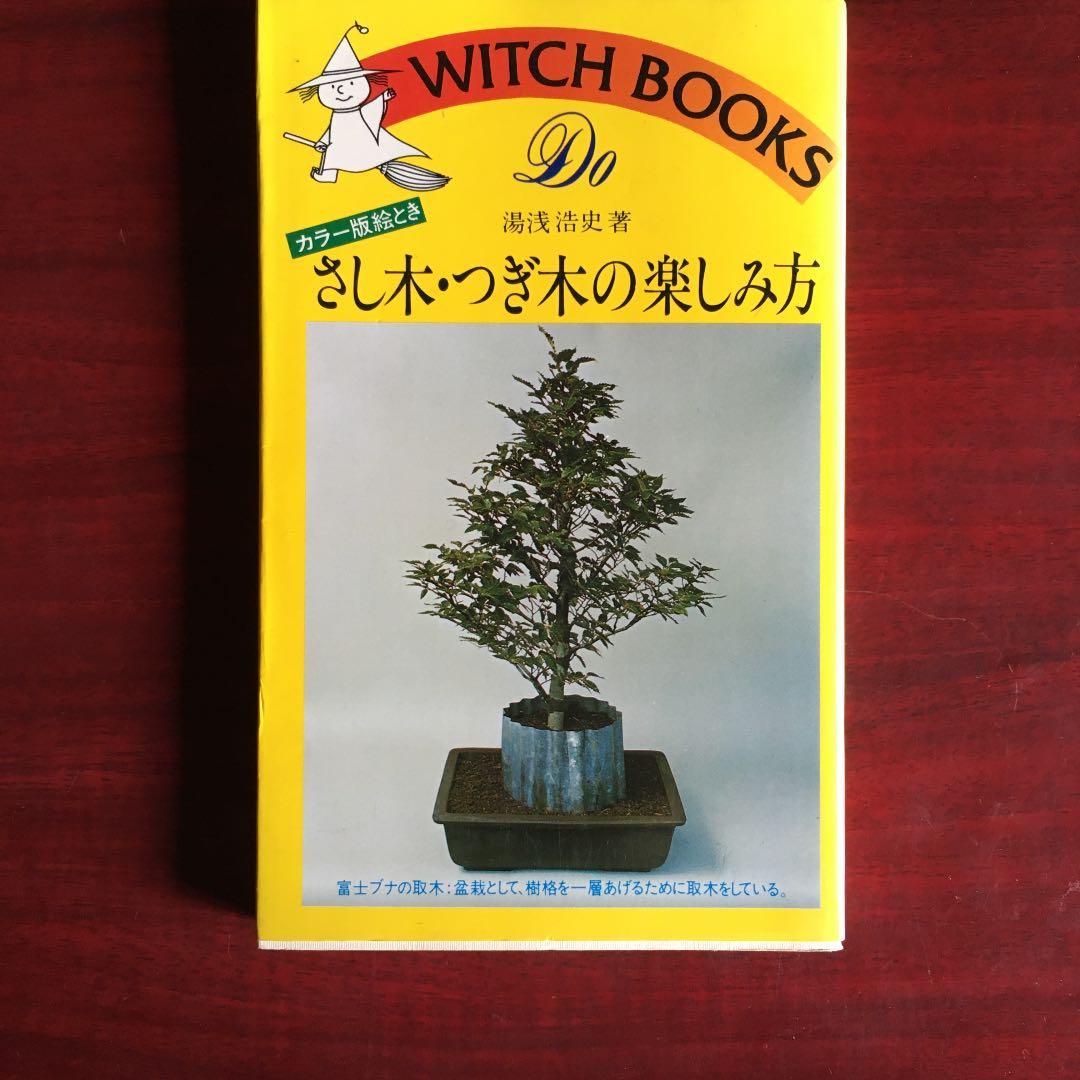 WITCH BOOKS
Do
湯浅浩史著
カラー版絵とき
さし木・つぎ木の楽しみ方
富士ブナの取木:盆栽として、樹格を一層あげるために取木をしている。